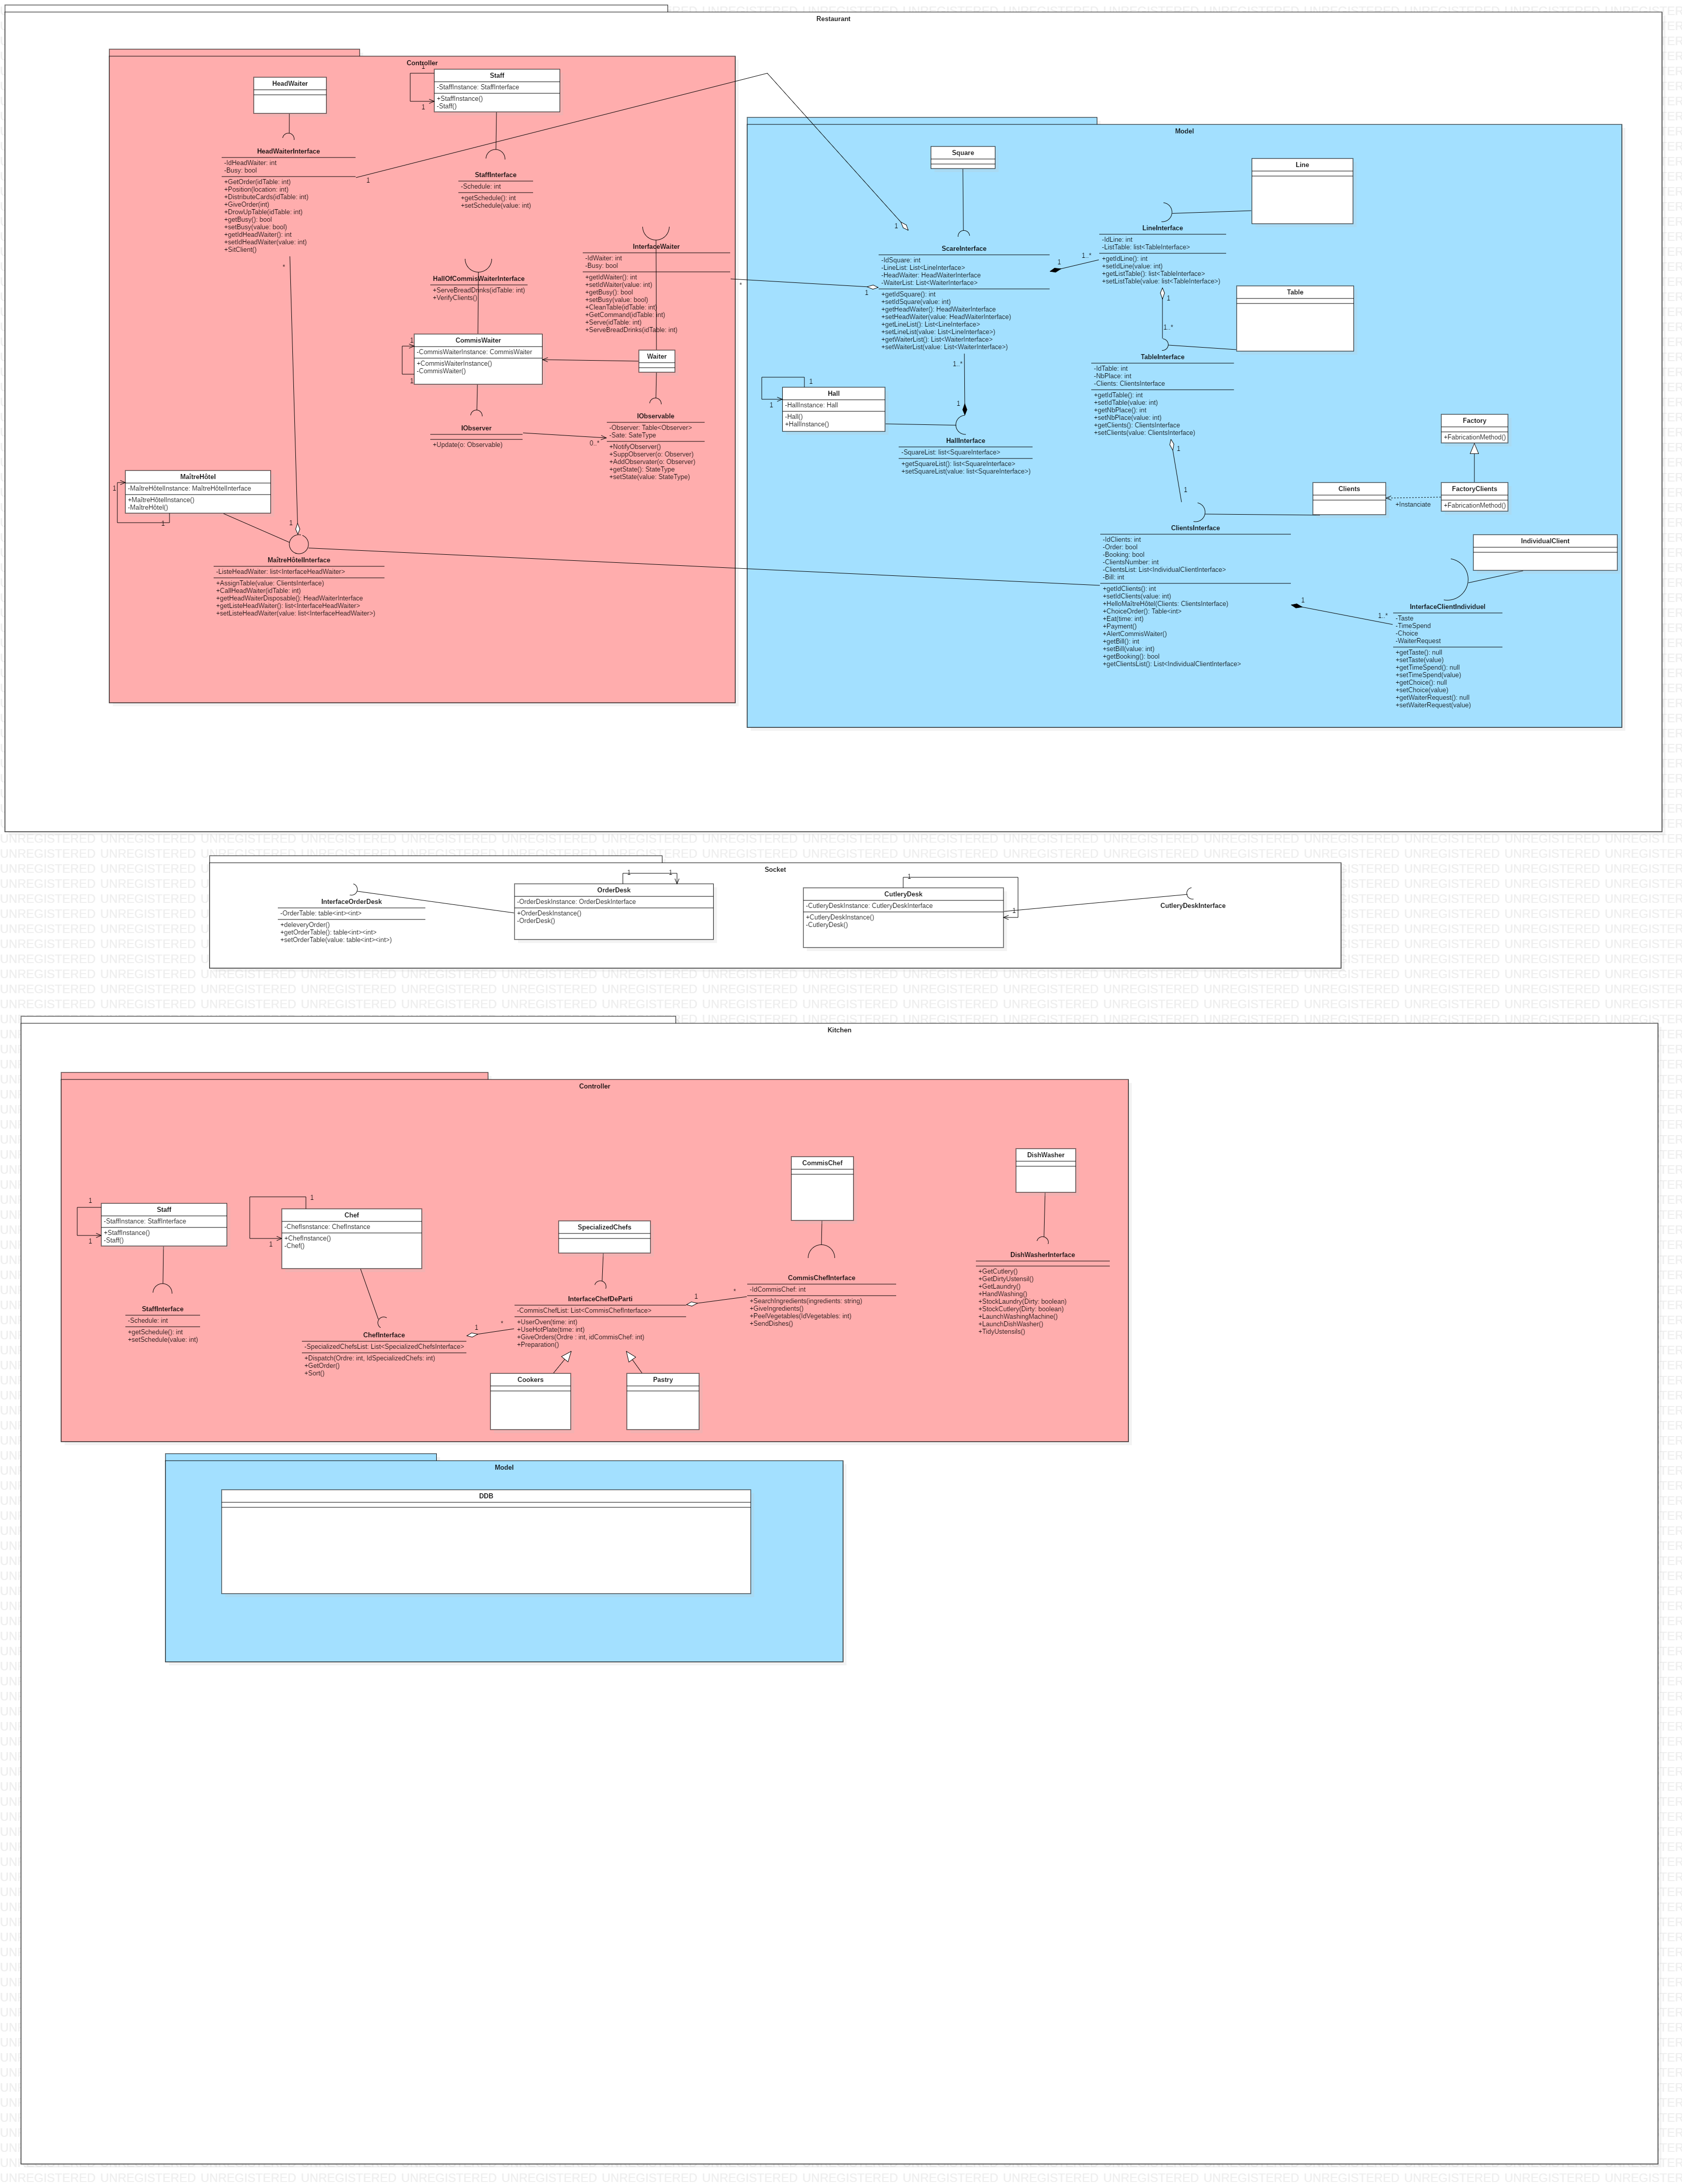 Restaurant
Controller
HeadWaiter
HeadWaiterInterface
-IdHeadWaiter: int
-Busy: bool
+GetOrder(idTable: int)
+Position(location: int)
+DistributeCards(idTable: int)
+GiveOrder(int)
+DrowUpTable(idTable: int)
+getBusy(): bool
+setBusy(value: bool)
+getIdHeadWaiter(): int
+setIdHeadWaiter(value: int)
+SitClient()
1
*
Staff
-StaffInstance: StaffInterface
+StaffInstance()
-Staff()
1
1
StaffInterface
-Schedule: int
+getSchedule(): int
+setSchedule(value: int)
InterfaceWaiter
-IdWaiter: int
-Busy: bool
+getIdWaiter(): int
+setIdWaiter(value: int)
+getBusy(): bool
+setBusy(value: bool)
+CleanTable(idTable: int)
+GetCommand(idTable: int)
+Serve(idTable: int)
+ServeBreadDrinks(idTable: int)
*
HallOfCommisWaiterInterface
+ServeBreadDrinks(idTable: int)
+VerifyClients()
CommisWaiter
-CommisWaiterInstance: CommisWaiter
+CommisWaiterInstance()
-CommisWaiter()
1
1
Waiter
IObserver
+Update(o: Observable)
0..*
IObservable
-Observer: Table<Observer>
-Sate: SateType
+NotifyObserver()
+SuppObserver(o: Observer)
+AddObservater(o: Observer)
+getState(): StateType
+setState(value: StateType)
MaîtreHôtel
-MaîtreHôtelInstance: MaîtreHôtelInterface
+MaîtreHôtelInstance()
-MaîtreHôtel()
1
1
1
MaîtreHôtelInterface
-ListeHeadWaiter: list<InterfaceHeadWaiter>
+AssignTable(value: ClientsInterface)
+CallHeadWaiter(idTable: int)
+getHeadWaiterDisposable(): HeadWaiterInterface
+getListeHeadWaiter(): list<InterfaceHeadWaiter>
+setListeHeadWaiter(value: list<InterfaceHeadWaiter>)
Model
Square
1
ScareInterface
-IdSquare: int
-LineList: List<LineInterface>
-HeadWaiter: HeadWaiterInterface
-WaiterList: List<WaiterInterface>
+getIdSquare(): int
+setIdSquare(value: int)
+getHeadWaiter(): HeadWaiterInterface
+setHeadWaiter(value: HeadWaiterInterface)
+getLineList(): List<LineInterface>
+setLineList(value: List<LineInterface>)
+getWaiterList(): List<WaiterInterface>
+setWaiterList(value: List<WaiterInterface>)
1
1
1..*
1..*
1
Line
LineInterface
-IdLine: int
-ListTable: list<TableInterface>
+getIdLine(): int
+setIdLine(value: int)
+getListTable(): list<TableInterface>
+setListTable(value: list<TableInterface>)
1
1..*
Table
TableInterface
-IdTable: int
-NbPlace: int
-Clients: ClientsInterface
+getIdTable(): int
+setIdTable(value: int)
+getNbPlace(): int
+setNbPlace(value: int)
+getClients(): ClientsInterface
+setClients(value: ClientsInterface)
1
1
Hall
-HallInstance: Hall
-Hall()
+HallInstance()
1
1
HallInterface
-SquareList: list<SquareInterface>
+getSquareList(): list<SquareInterface>
+setSquareList(value: list<SquareInterface>)
Factory
+FabricationMethod()
FactoryClients
+FabricationMethod()
+Instanciate
Clients
ClientsInterface
-IdClients: int
-Order: bool
-Booking: bool
-ClientsNumber: int
-ClientsList: List<IndividualClientInterface>
-Bill: int
+getIdClients(): int
+setIdClients(value: int)
+HelloMaîtreHôtel(Clients: ClientsInterface)
+ChoiceOrder(): Table<int>
+Eat(time: int)
+Payment()
+AlertCommisWaiter()
+getBill(): int
+setBill(value: int)
+getBooking(): bool
+getClientsList(): List<IndividualClientInterface>
1
1..*
IndividualClient
InterfaceClientIndividuel
-Taste
-TimeSpend
-Choice
-WaiterRequest
+getTaste(): null
+setTaste(value)
+getTimeSpend(): null
+setTimeSpend(value)
+getChoice(): null
+setChoice(value)
+getWaiterRequest(): null
+setWaiterRequest(value)
Socket
InterfaceOrderDesk
-OrderTable: table<int><int>
+deleveryOrder()
+getOrderTable(): table<int><int>
+setOrderTable(value: table<int><int>)
OrderDesk
-OrderDeskInstance: OrderDeskInterface
+OrderDeskInstance()
-OrderDesk()
1
1
CutleryDesk
-CutleryDeskInstance: CutleryDeskInterface
+CutleryDeskInstance()
-CutleryDesk()
1
1
CutleryDeskInterface
Kitchen
Controller
Staff
-StaffInstance: StaffInterface
+StaffInstance()
-Staff()
1
1
StaffInterface
-Schedule: int
+getSchedule(): int
+setSchedule(value: int)
Chef
-ChefIsnstance: ChefInstance
+ChefInstance()
-Chef()
1
1
ChefInterface
-SpecializedChefsList: List<SpecializedChefsInterface>
+Dispatch(Ordre: int, IdSpecializedChefs: int)
+GetOrder()
+Sort()
1
*
SpecializedChefs
InterfaceChefDeParti
-CommisChefList: List<CommisChefInterface>
+UserOven(time: int)
+UseHotPlate(time: int)
+GiveOrders(Ordre : int, idCommisChef: int)
+Preparation()
1
*
Cookers
Pastry
CommisChef
CommisChefInterface
-IdCommisChef: int
+SearchIngredients(ingredients: string)
+GiveIngredients()
+PeelVegetables(IdVegetables: int)
+SendDishes()
DishWasher
DishWasherInterface
+GetCutlery()
+GetDirtyUstensil()
+GetLaundry()
+HandWashing()
+StockLaundry(Dirty: boolean)
+StockCutlery(Dirty: boolean)
+LaunchWashingMachine()
+LaunchDishWasher()
+TidyUstensils()
Model
DDB